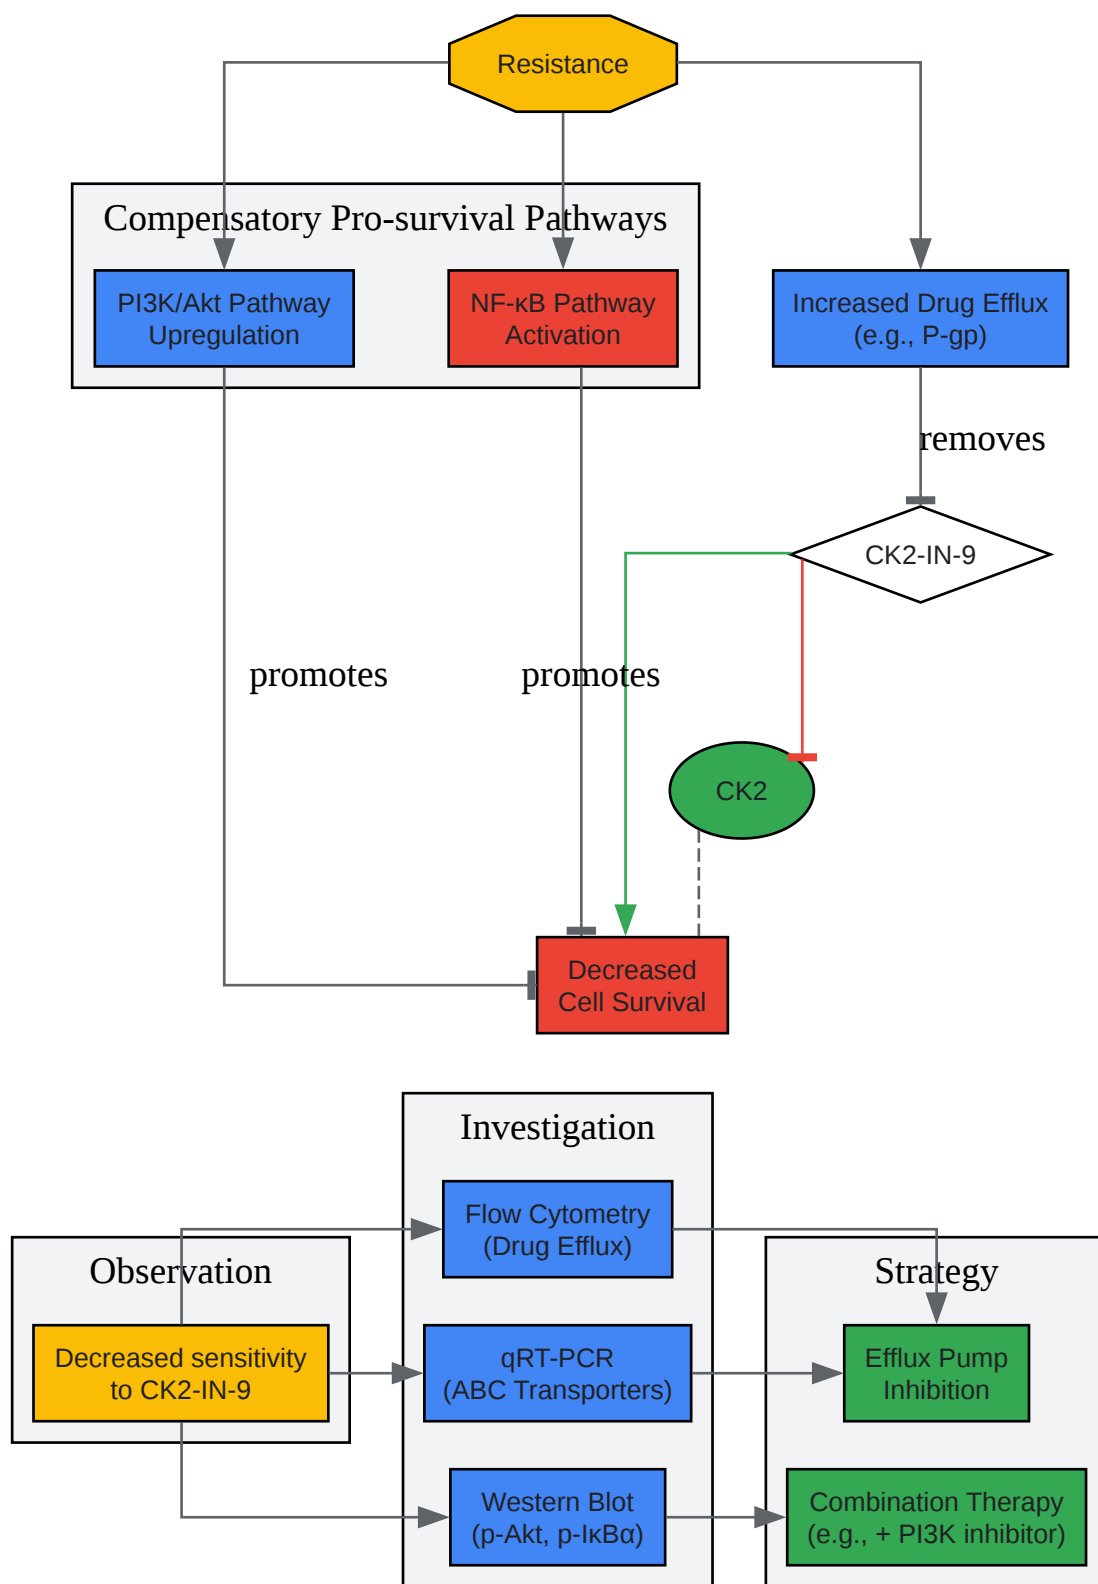 Resistance
Compensatory Pro-survival Pathways
PI3K/Akt Pathway
Upregulation
NF-κB Pathway
Activation
Increased Drug Efflux
(e.g., P-gp)
removes
CK2-IN-9
promotes
promotes
CK2
Decreased
Cell Survival
Investigation
Flow Cytometry
(Drug Efflux)
Observation
Strategy
Decreased sensitivity
to CK2-IN-9
qRT-PCR
(ABC Transporters)
Efflux Pump
Inhibition
Western Blot
(p-Akt, p-IκBα)
Combination Therapy
(e.g., + PI3K inhibitor)